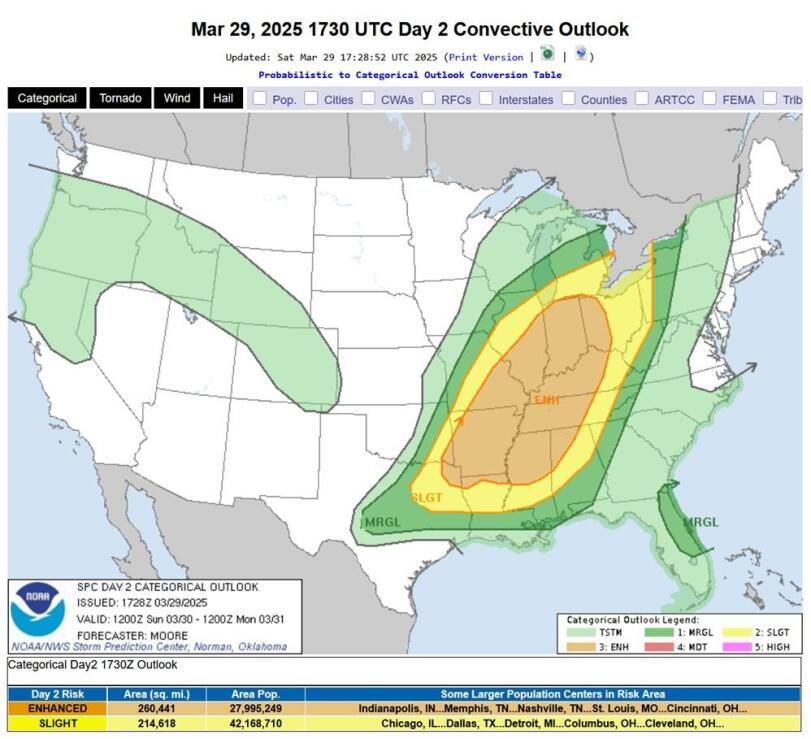 Mar 29, 2025 1730 UTC Day 2 Convective Outlook
Updated: Sat Mar 29 17:28:52 UTC 2025 (Print Version | | )
Probabilistic to Categorical Outlook Conversion Table
Categorical Tornado Wind Hail Pop. Cities CWAs RFCs Interstates Counties ARTCC FEMA Trib
ENH
SLGT
MRGL
MRGL
NOAA
SPC DAY 2 CATEGORICAL OUTLOOK
ISSUED: 1728Z 03/29/2025
VALID: 1200Z Sun 03/30 - 1200Z Mon 03/31
FORECASTER: MOORE
NOAA/NWS Storm Prediction Center, Norman, Oklahoma
Categorical Outlook Legend:
TSTM 1: MRGL 2: SLGT
3: ENH 4: MDT 5: HIGH
Categorical Day2 1730Z Outlook
Day 2 Risk Area (sq. mi.) Area Pop. Some Larger Population Centers in Risk Area
ENHANCED 260,441 27,995,249 Indianapolis, IN...Memphis, TN...Nashville, TN...St. Louis, MO...Cincinnati, OH...
SLIGHT 214,618 42,168,710 Chicago, IL...Dallas, TX...Detroit, MI...Columbus, OH...Cleveland, OH...